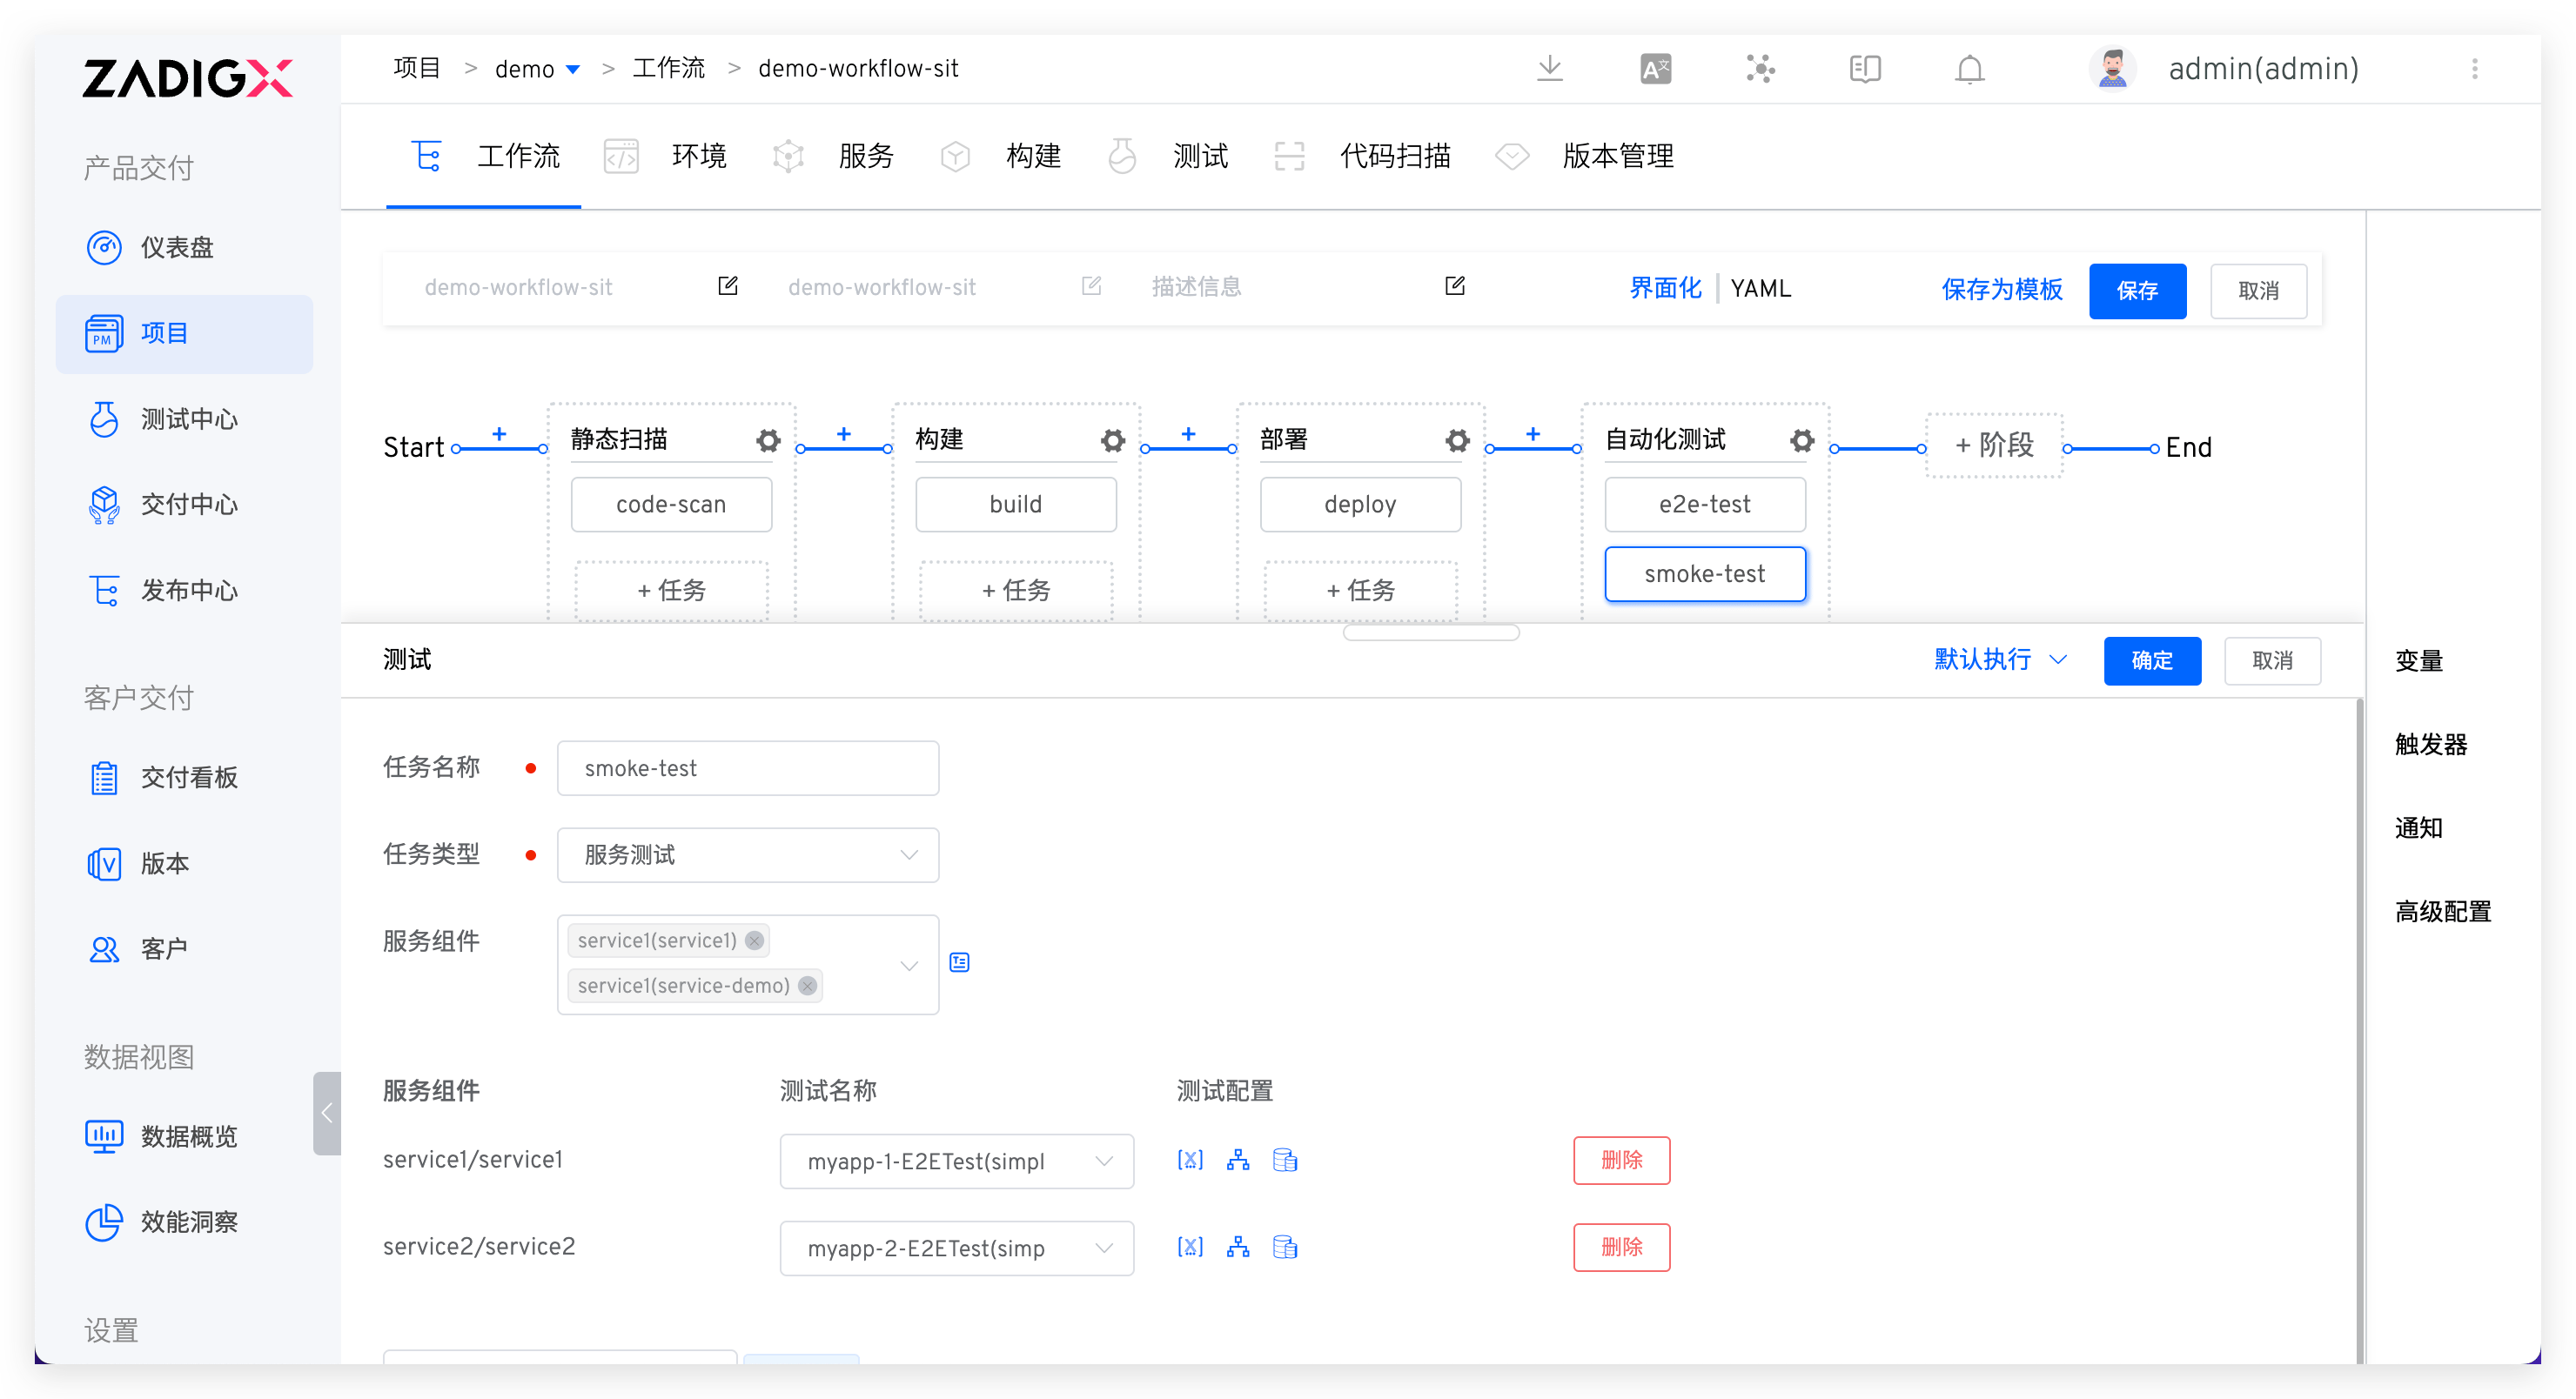 ZADIGX
产品交付
仪表盘
PM
项目
测试中心
交付中心
发布中心
客户交付
交付看板
版本
客户
数据视图
数据概览
效能洞察
设置
项目 > demo > 工作流 > demo-workflow-sit
admin(admin)
工作流 环境 服务 构建 测试 代码扫描 版本管理
demo-workflow-sit demo-workflow-sit 描述信息 界面化 | YAML 保存为模板 保存 取消
Start + 静态扫描 + 构建 + 部署 + 自动化测试 + 阶段 End
code-scan build deploy e2e-test
smoke-test
+ 任务 + 任务 + 任务
测试 默认执行 确定 取消
任务名称 smoke-test
任务类型 服务测试
服务组件 service1(service1)
service1(service-demo)
服务组件 测试名称 测试配置
service1/service1 myapp-1-E2ETest(simpl 删除
service2/service2 myapp-2-E2ETest(simp 删除
变量
触发器
通知
高级配置